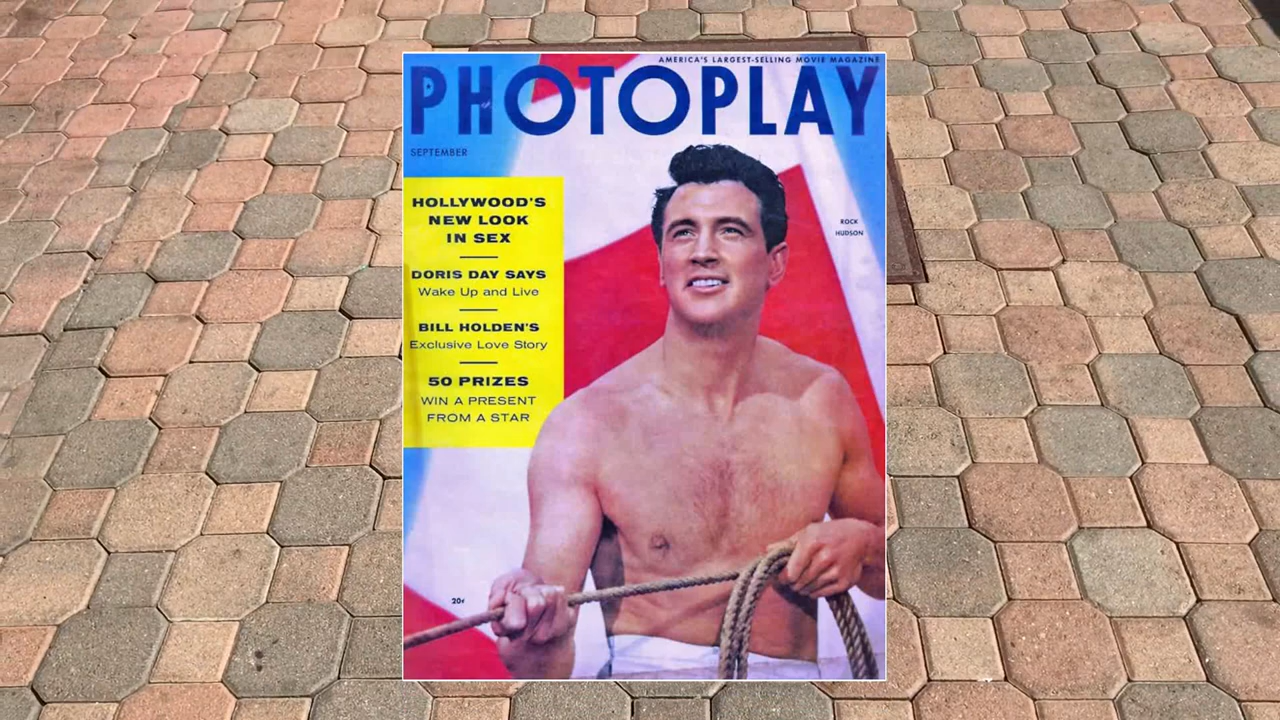 AMERICA'S LARGEST-SELLING MOVIE MAGAZINE
PHOTOPLAY
SEPTEMBER
HOLLYWOOD'S
NEW LOOK
IN SEX
DORIS DAY SAYS
Wake Up and Live
BILL HOLDEN'S
Exclusive Love Story
50 PRIZES
WIN A PRESENT
FROM A STAR
ROCK
HUDSON
20¢